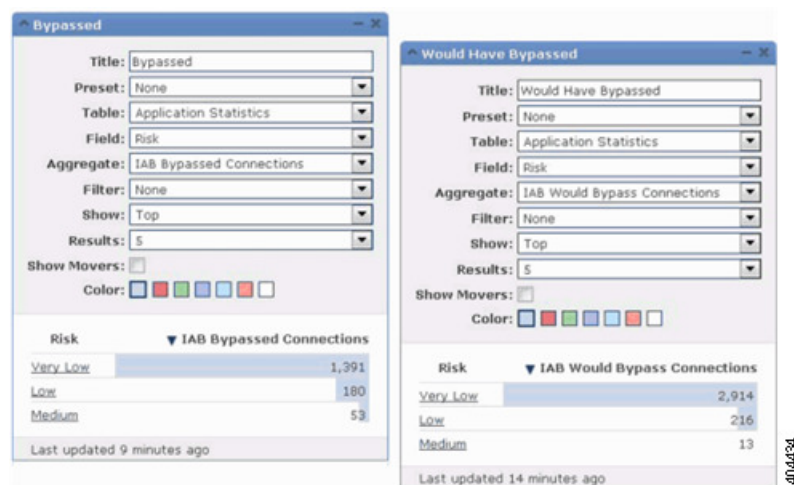 Bypassed
Title: Bypassed
Preset: None
Table: Application Statistics
Field: Risk
Aggregate: IAB Bypassed Connections
Filter: None
Show: Top
Results: 5
Show Movers:
Color:
Risk IAB Bypassed Connections
Very Low 1,391
Low 180
Medium 53
Last updated 9 minutes ago
Would Have Bypassed
Title: Would Have Bypassed
Preset: None
Table: Application Statistics
Field: Risk
Aggregate: IAB Would Bypass Connections
Filter: None
Show: Top
Results: 5
Show Movers:
Color:
Risk IAB Would Bypass Connections
Very Low 2,914
Low 216
Medium 13
Last updated 14 minutes ago
404434